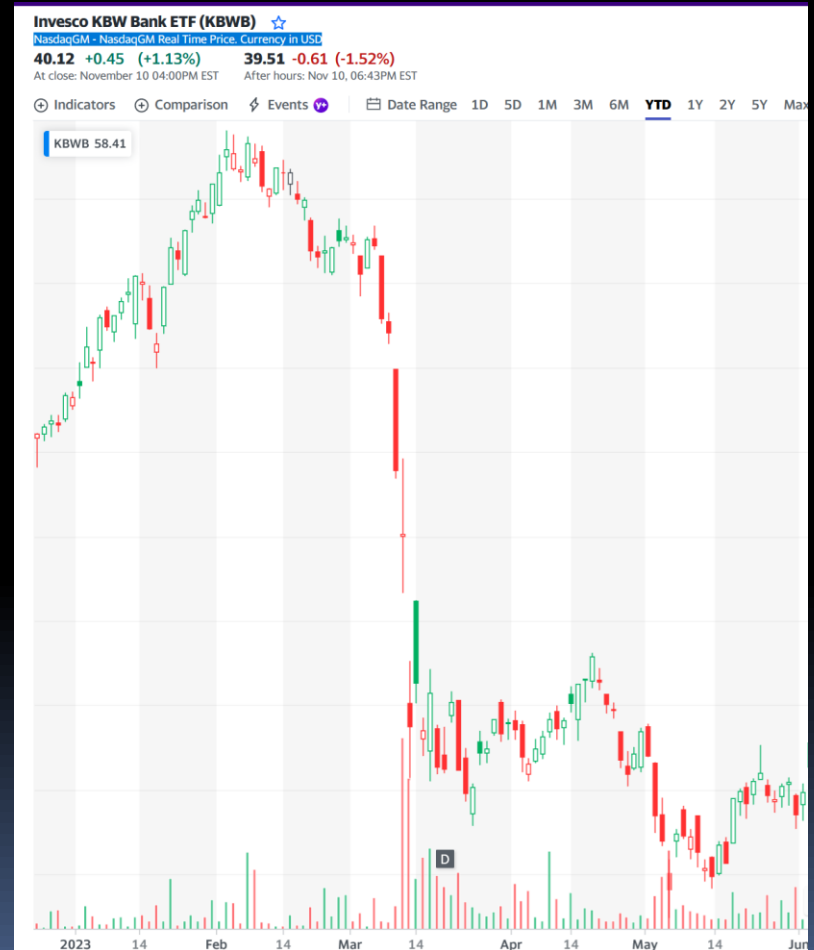 Invesco KBW Bank ETF (KBWB)
NasdaqGM - NasdaqGM Real Time Price. Currency in USD
40.12 +0.45 (+1.13%) 39.51 -0.61 (-1.52%)
At close: November 10 04:00PM EST After hours: Nov 10, 06:43PM EST
Indicators Comparison Events Y+ Date Range 1D 5D 1M 3M 6M YTD 1Y 2Y 5Y Max
KBWB 58.41
D
2023 14 Feb 14 Mar 14 Apr 14 May 14 Jun